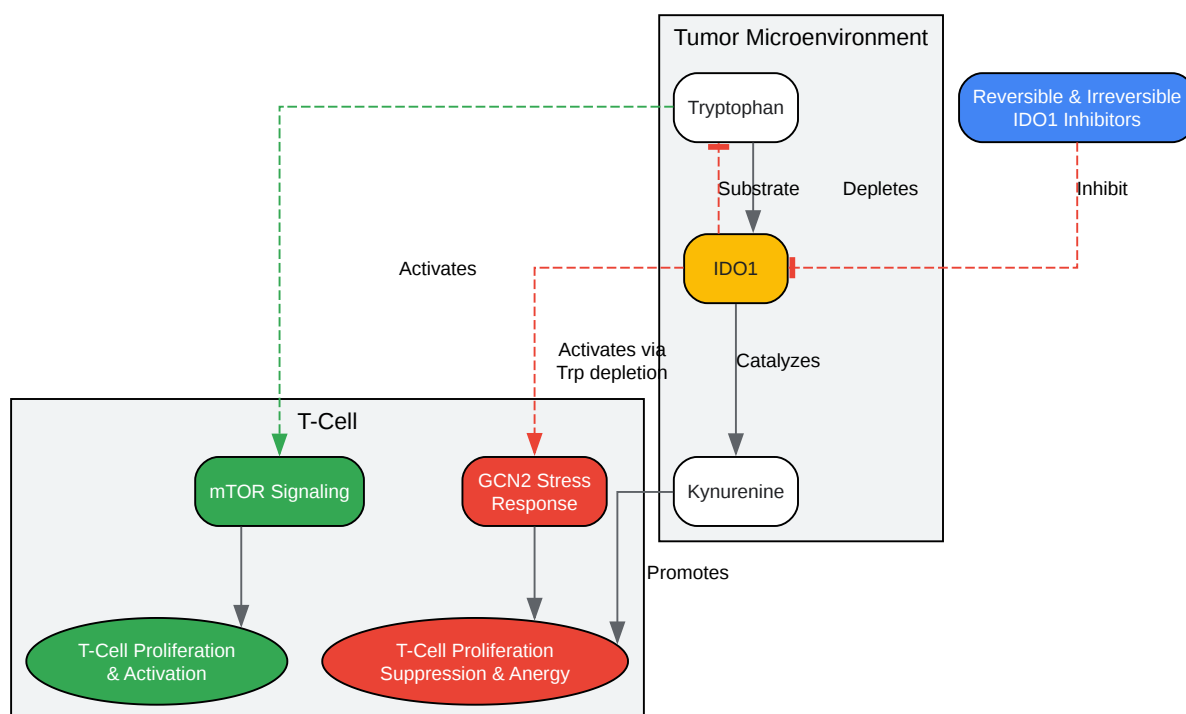 Tumor Microenvironment
Tryptophan
Reversible & Irreversible
IDO1 Inhibitors
Substrate
Depletes
Inhibit
IDO1
Activates
Activates via
Trp depletion
Catalyzes
T-Cell
mTOR Signaling
GCN2 Stress
Response
Kynurenine
Promotes
T-Cell Proliferation
& Activation
T-Cell Proliferation
Suppression & Anergy